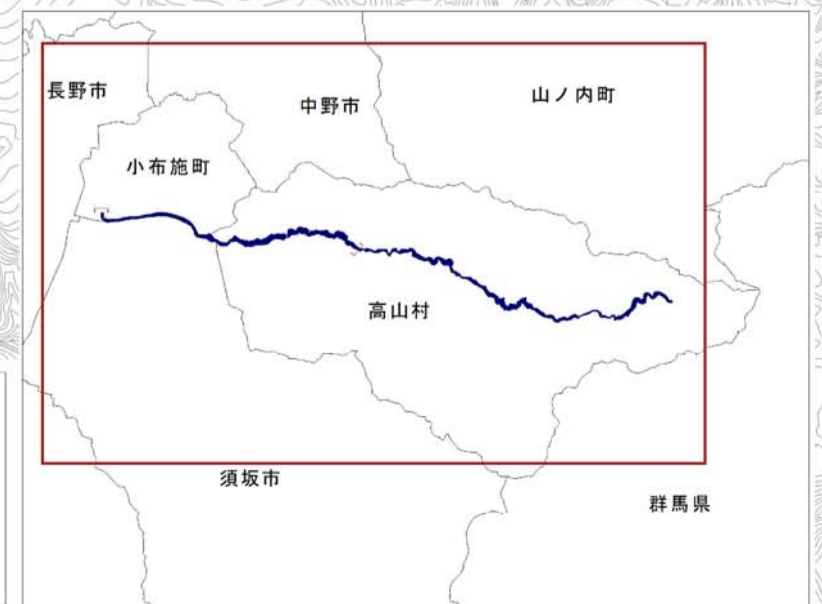 長野市
中野市
山ノ内町
小布施町
高山村
須坂市
群馬県